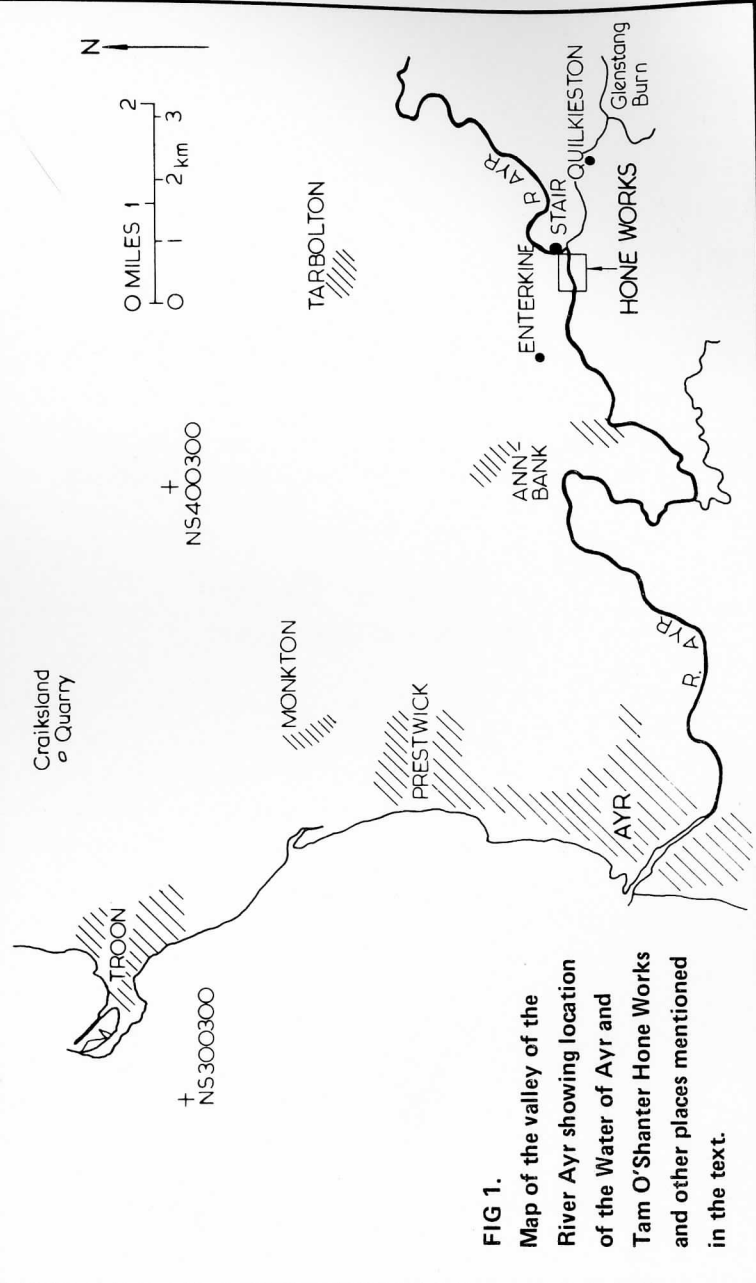 Craiksland
Quarry
0 MILES 1 2
0 1 2 3
km
N
TROON
NS300300
NS400300
MONKTON
TARBOLTON
PRESTWICK
R. AYR
ANN-
BANK
ENTERKINE
STAIR
QUILKIESTON
Glenstang
Burn
HONE WORKS
AYR
R. AYR
FIG 1.
Map of the valley of the
River Ayr showing location
of the Water of Ayr and
Tam O'Shanter Hone Works
and other places mentioned
in the text.